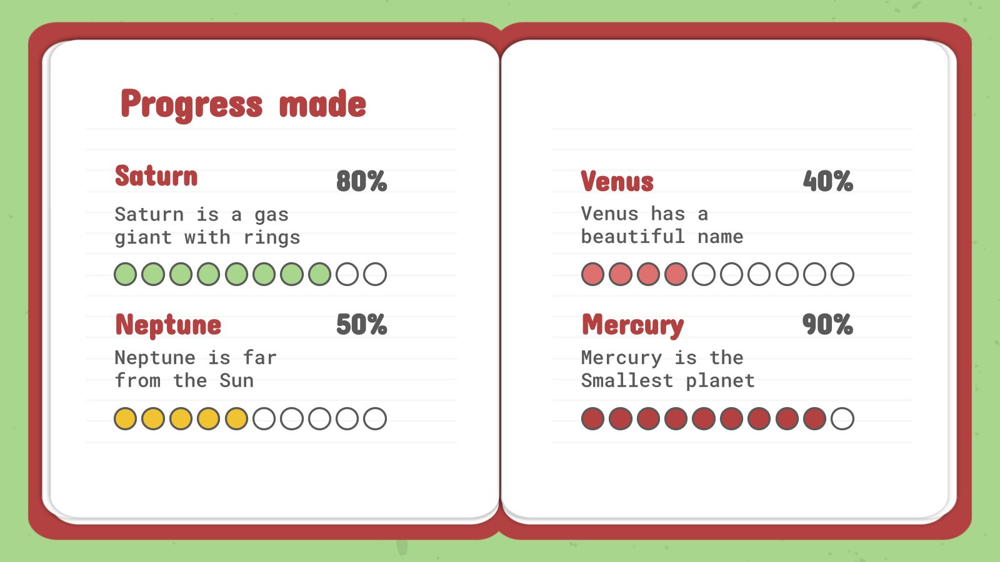 Progress made
Saturn
80%
Saturn is a gas
giant with rings
Neptune
50%
Neptune is far
from the Sun
Venus
40%
Venus has a
beautiful name
Mercury
90%
Mercury is the
Smallest planet